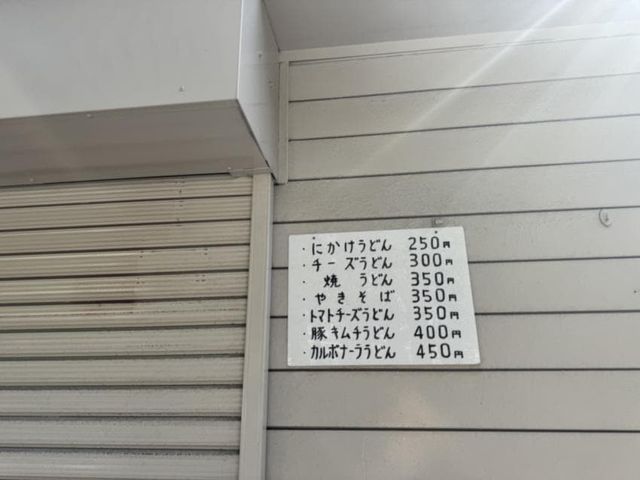 ・にかけうどん 250円
・チーズうどん 300円
・焼うどん 350円
・やきそば 350円
・トマトチーズうどん 350円
・豚キムチうどん 400円
・カルボナーラうどん 450円